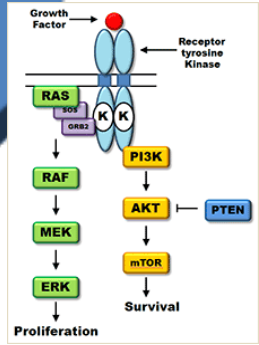 Growth
Factor
Receptor
tyrosine
Kinase
RAS
SOS
GRB2
K
K
PI3K
RAF
AKT
PTEN
MEK
mTOR
ERK
Survival
Proliferation